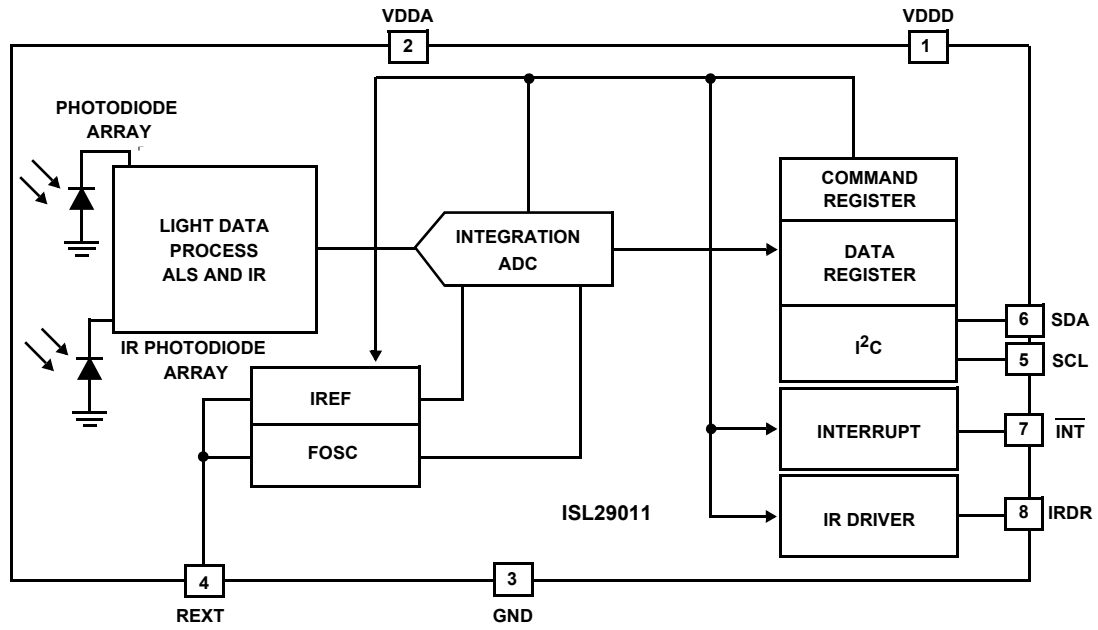 VDDA
VDDD
2
1
PHOTODIODE
ARRAY
COMMAND
REGISTER
LIGHT DATA
PROCESS
ALS AND IR
INTEGRATION
ADC
DATA
REGISTER
6 SDA
I²C
5 SCL
IR PHOTODIODE
ARRAY
IREF
FOSC
INTERRUPT
7 INT
ISL29011
IR DRIVER
8 IRDR
4
3
REXT
GND